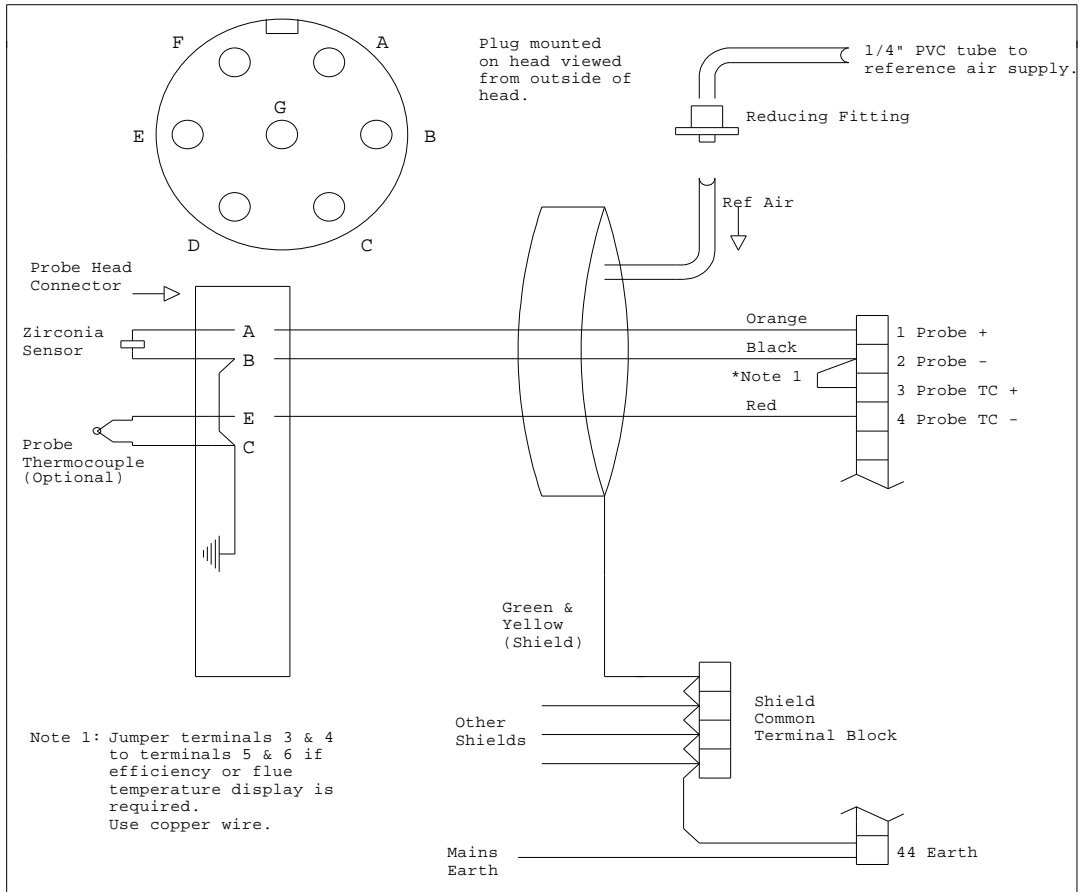 F
A
G
E
B
D
C
Plug mounted
on head viewed
from outside of
head.
1/4" PVC tube to
reference air supply.
Reducing Fitting
Ref Air
Probe Head
Connector
Zirconia
Sensor
A
B
E
C
Probe
Thermocouple
(Optional)
Orange
Black
*Note 1
Red
1 Probe +
2 Probe -
3 Probe TC +
4 Probe TC -
Green &
Yellow
(Shield)
Other
Shields
Shield
Common
Terminal Block
Note 1: Jumper terminals 3 & 4
to terminals 5 & 6 if
efficiency or flue
temperature display is
required.
Use copper wire.
Mains
Earth
44 Earth